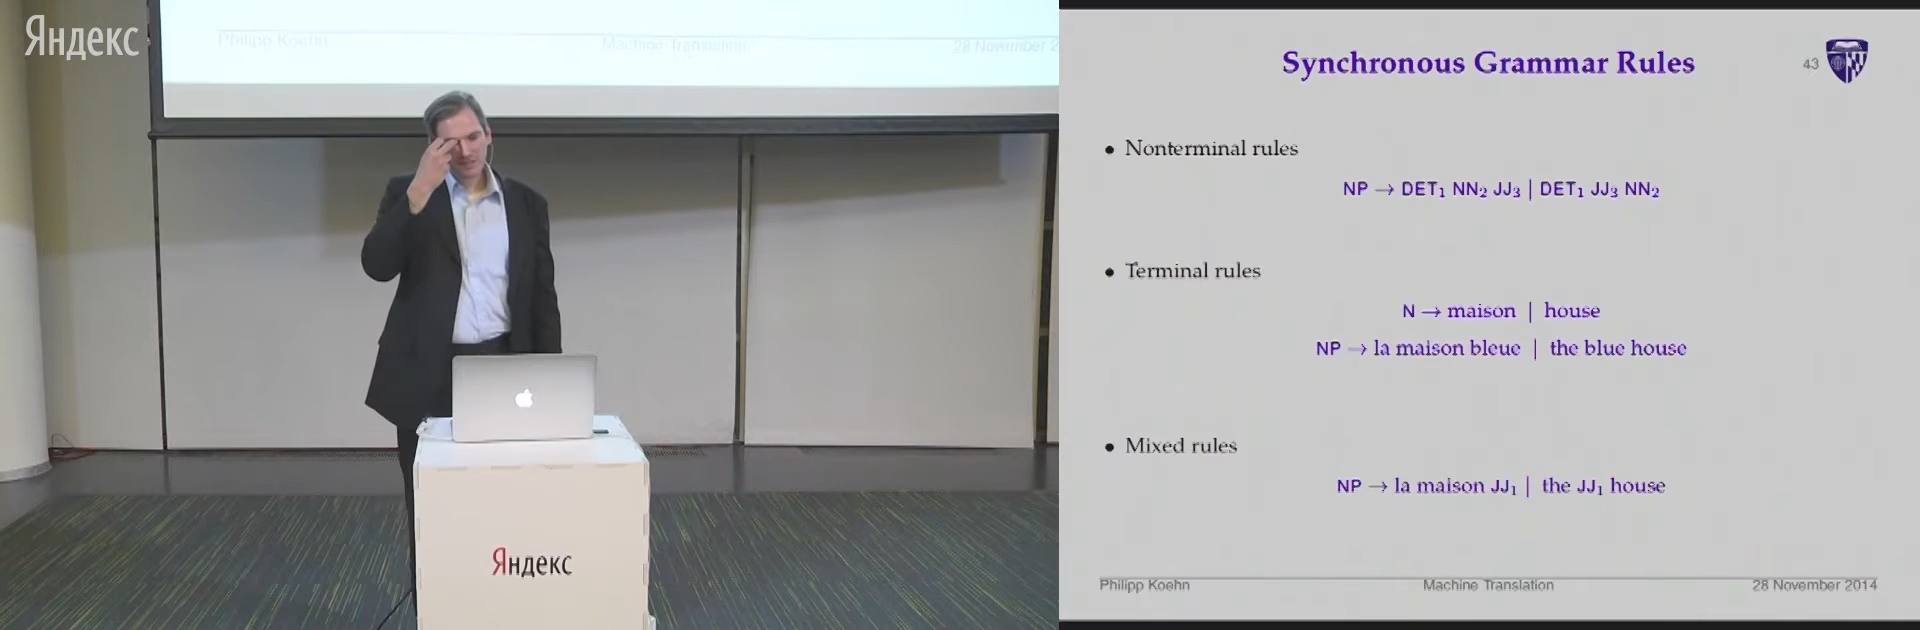 Яндекс
Philipp Koehn Machine Translation 28 November 2
Яндекс
Synchronous Grammar Rules
43
• Nonterminal rules
NP → DET₁ NN₂ JJ₃ | DET₁ JJ₃ NN₂
• Terminal rules
N → maison | house
NP → la maison bleue | the blue house
• Mixed rules
NP → la maison JJ₁ | the JJ₁ house
Philipp Koehn Machine Translation 28 November 2014